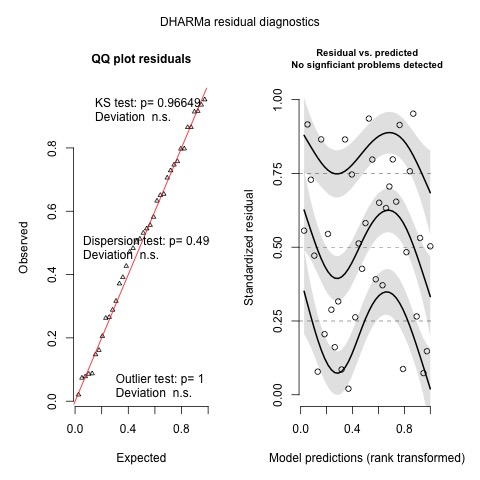 DHARMa residual diagnostics
QQ plot residuals
KS test: p= 0.96649
Deviation n.s.
Dispersion test: p= 0.49
Deviation n.s.
Outlier test: p= 1
Deviation n.s.
Observed
0.0 0.2 0.4 0.6 0.8
0.0 0.4 0.8
Expected
Residual vs. predicted
No signficiant problems detected
Standardized residual
0.00 0.25 0.50 0.75 1.00
0.0 0.4 0.8
Model predictions (rank transformed)